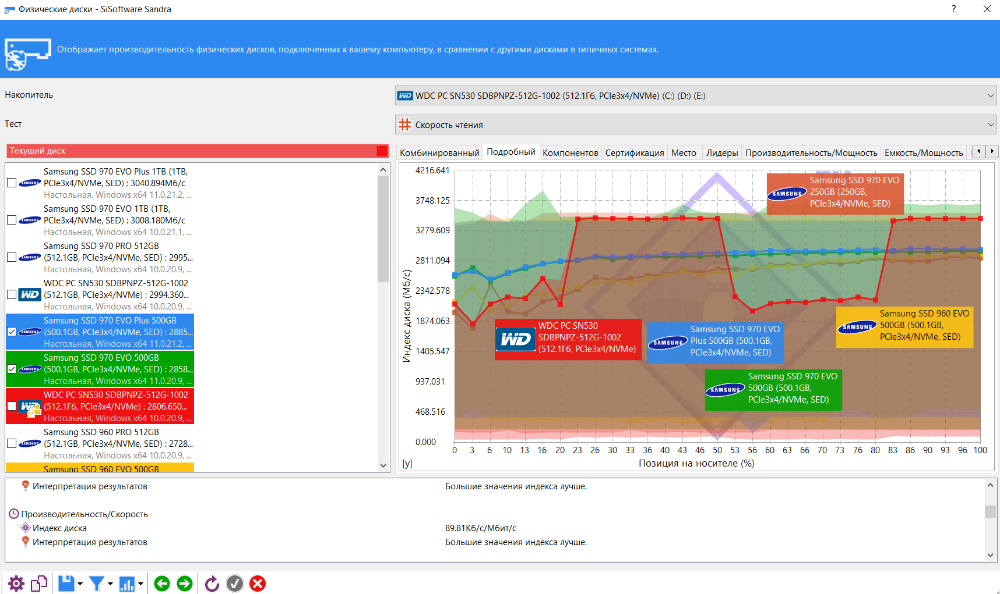 Физические диски - SiSoftware Sandra
?
Отображает производительность физических дисков, подключенных к вашему компьютеру, в сравнении с другими дисками в типичных системах.
Накопитель
WDC PC SN530 SDBPNPZ-512G-1002 (512.1Гб, PCIe3x4/NVMe) (C:) (D:) (E:)
Тест
Скорость чтения
Текущий диск
Samsung SSD 970 EVO Plus 1TB (1TB,
PCIe3x4/NVMe, SED) : 3040.894Мб/с
Настольная, Windows x64 11.0.21.2, ...
Samsung SSD 970 EVO 1TB (1TB,
PCIe3x4/NVMe, SED) : 3008.180Мб/с
Настольная, Windows x64 10.0.21.1, ...
Samsung SSD 970 PRO 512GB
(512.1GB, PCIe3x4/NVMe, SED) : 2995...
Настольная, Windows x64 10.0.20.9, ...
WDC PC SN530 SDBPNPZ-512G-1002
(512.1GB, PCIe3x4/NVMe) : 2994.360...
Настольная, Windows x64 10.0.20.9, ...
Samsung SSD 970 EVO Plus 500GB
(500.1GB, PCIe3x4/NVMe, SED) : 2885...
Настольная, Windows x64 11.0.21.2, ...
Samsung SSD 970 EVO 500GB
(500.1GB, PCIe3x4/NVMe, SED) : 2858...
Настольная, Windows x64 11.0.20.9, ...
WDC PC SN530 SDBPNPZ-512G-1002
(512.1Гб, PCIe3x4/NVMe) : 2806.650...
Настольная, Windows x64 10.0.20.9, ...
Samsung SSD 960 PRO 512GB
(512.1GB, PCIe3x4/NVMe, SED) : 2728...
Настольная, Windows x64 10.0.20.9, ...
Samsung SSD 960 EVO 500GB
Комбинированный Подробный Компонентов Сертификация Место Лидеры Производительность/Мощность Емкость/Мощность
4216.641
3748.125
3279.609
2811.094
2342.578
1874.063
1405.547
937.031
468.516
0.000
Индекс диска (Мб/с)
SAMSUNG
Samsung SSD 970 EVO
250GB (250GB,
PCIe3x4/NVMe, SED)
WD
WDC PC SN530
SDBPNPZ-512G-1002
(512.1Гб, PCIe3x4/NVMe)
SAMSUNG
Samsung SSD 970 EVO
Plus 500GB (500.1GB,
PCIe3x4/NVMe, SED)
SAMSUNG
Samsung SSD 960 EVO
500GB (500.1GB,
PCIe3x4/NVMe, SED)
SAMSUNG
Samsung SSD 970 EVO
500GB (500.1GB,
PCIe3x4/NVMe, SED)
0 3 6 10 13 16 20 23 26 30 33 36 40 43 46 50 53 56 60 63 66 70 73 76 80 83 86 90 93 96 100
[y]
Позиция на носителе (%)
Интерпретация результатов
Большие значения индекса лучше.
Производительность/Скорость
Индекс диска
89.81Кб/с/Мбит/с
Интерпретация результатов
Большие значения индекса лучше.